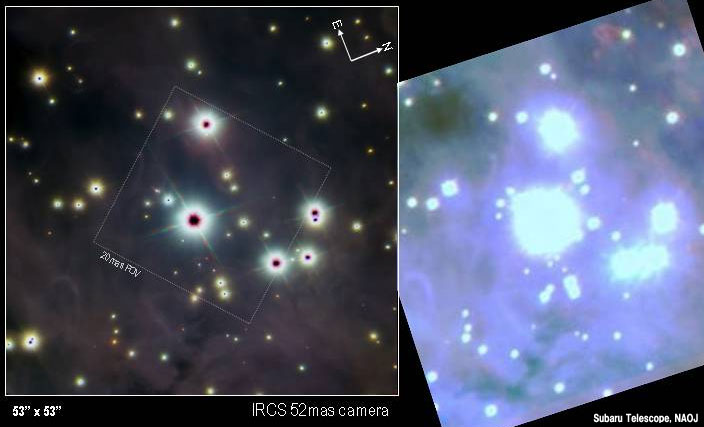 E
N
20mas FOV
53" x 53"
IRCS 52mas camera
Subaru Telescope, NAOJ